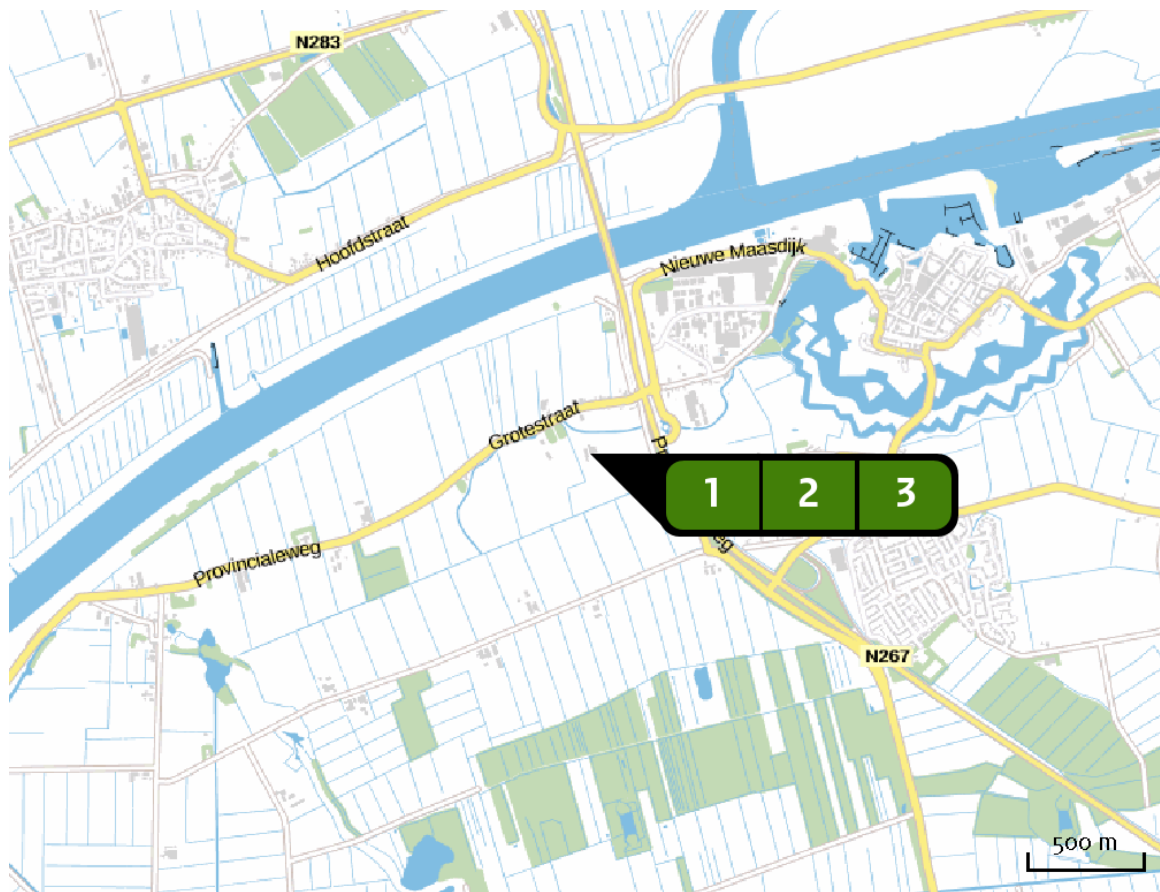 N283
Hoofdstraat
Nieuwe Maasdijk
Grotestraat
1 2 3
Provincialeweg
N267
500 m